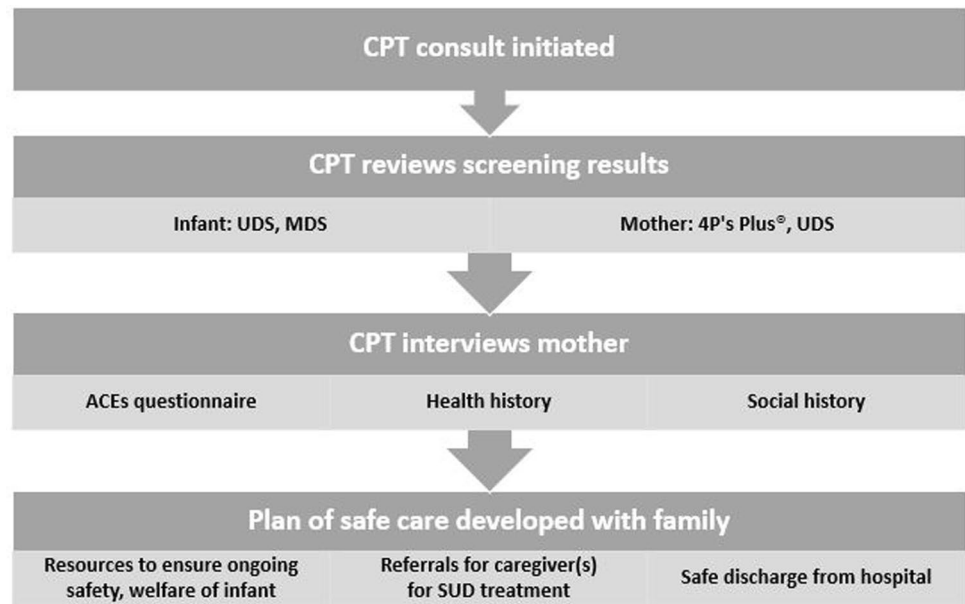 CPT consult initiated
CPT reviews screening results
Infant: UDS, MDS
Mother: 4P's Plus®, UDS
CPT interviews mother
ACEs questionnaire
Health history
Social history
Plan of safe care developed with family
Resources to ensure ongoing
safety, welfare of infant
Referrals for caregiver(s)
for SUD treatment
Safe discharge from hospital